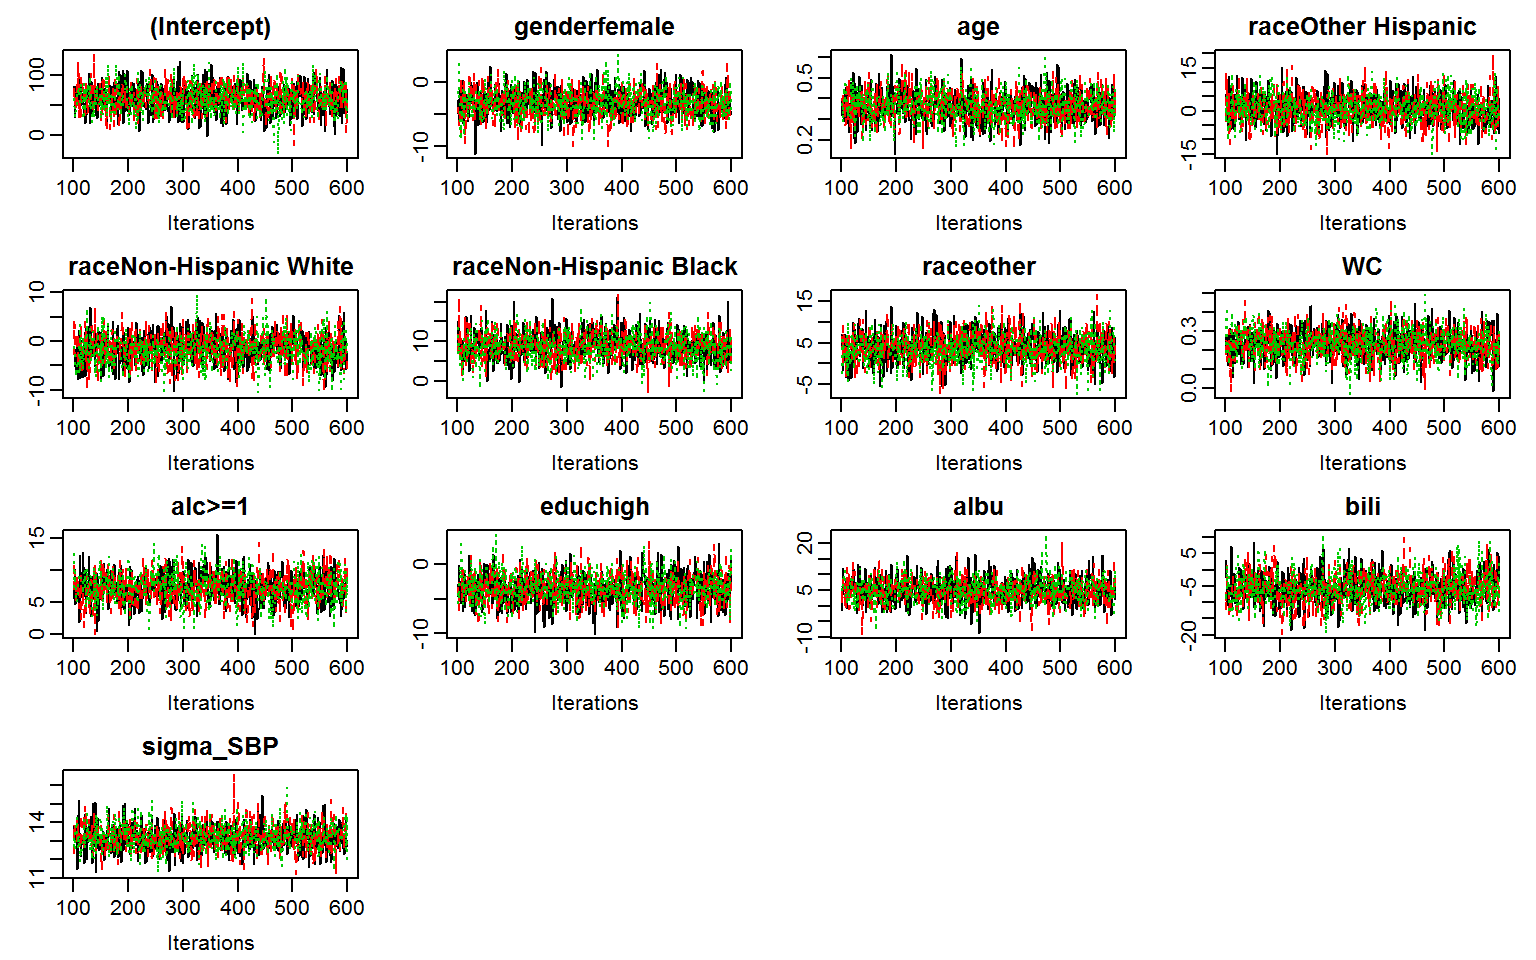 (Intercept) genderfemale age raceOther Hispanic
100 0 0 -10 0.5 0.2 15 0 -15
100 200 300 400 500 600 100 200 300 400 500 600 100 200 300 400 500 600 100 200 300 400 500 600
Iterations Iterations Iterations Iterations
raceNon-Hispanic White raceNon-Hispanic Black raceother WC
10 0 -10 10 0 15 5 -5 0.3 0.0
100 200 300 400 500 600 100 200 300 400 500 600 100 200 300 400 500 600 100 200 300 400 500 600
Iterations Iterations Iterations Iterations
alc>=1 educhigh albu bili
15 5 0 0 -10 20 5 -10 5 -5 -20
100 200 300 400 500 600 100 200 300 400 500 600 100 200 300 400 500 600 100 200 300 400 500 600
Iterations Iterations Iterations Iterations
sigma_SBP
14 11
100 200 300 400 500 600
Iterations